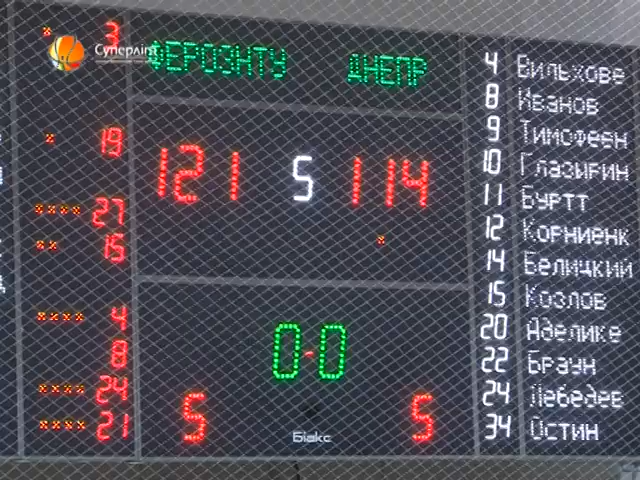 3
Суперліга
ФЕРОЗНТУ ДНЕПР
19
121 5 114
27
15
4
8
24
21
0-0
5 5
Біакс
4 Вильхове
8 Иванов
9 Тимофеен
10 Глазырин
11 Буртт
12 Корниенк
14 Белицкий
15 Козлов
20 Аделике
22 Браун
24 Лебедев
34 Остин